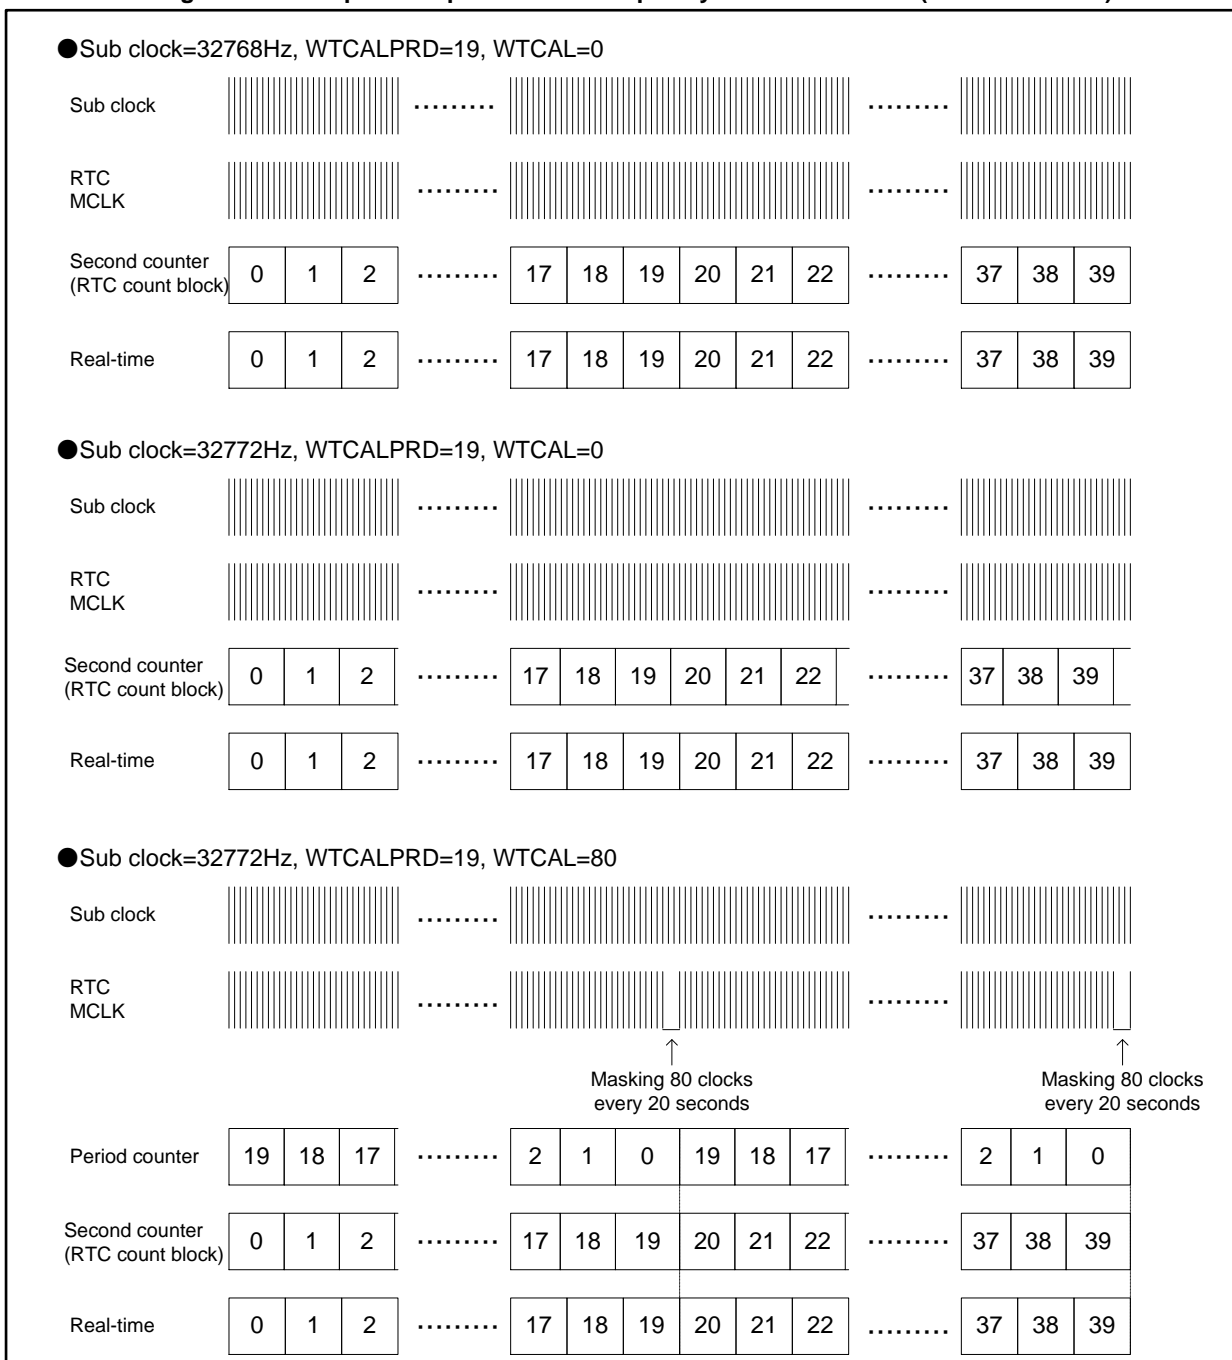 ●Sub clock=32768Hz, WTCALPRD=19, WTCAL=0
Sub clock ......... .........
RTC
MCLK ......... .........
Second counter
(RTC count block) 0 1 2 ......... 17 18 19 20 21 22 ......... 37 38 39
Real-time 0 1 2 ......... 17 18 19 20 21 22 ......... 37 38 39
●Sub clock=32772Hz, WTCALPRD=19, WTCAL=0
Sub clock ......... .........
RTC
MCLK ......... .........
Second counter
(RTC count block) 0 1 2 ......... 17 18 19 20 21 22 ......... 37 38 39
Real-time 0 1 2 ......... 17 18 19 20 21 22 ......... 37 38 39
●Sub clock=32772Hz, WTCALPRD=19, WTCAL=80
Sub clock ......... .........
RTC
MCLK ......... .........
Masking 80 clocks
every 20 seconds
Masking 80 clocks
every 20 seconds
Period counter 19 18 17 ......... 2 1 0 19 18 17 ......... 2 1 0
Second counter
(RTC count block) 0 1 2 ......... 17 18 19 20 21 22 ......... 37 38 39
Real-time 0 1 2 ......... 17 18 19 20 21 22 ......... 37 38 39